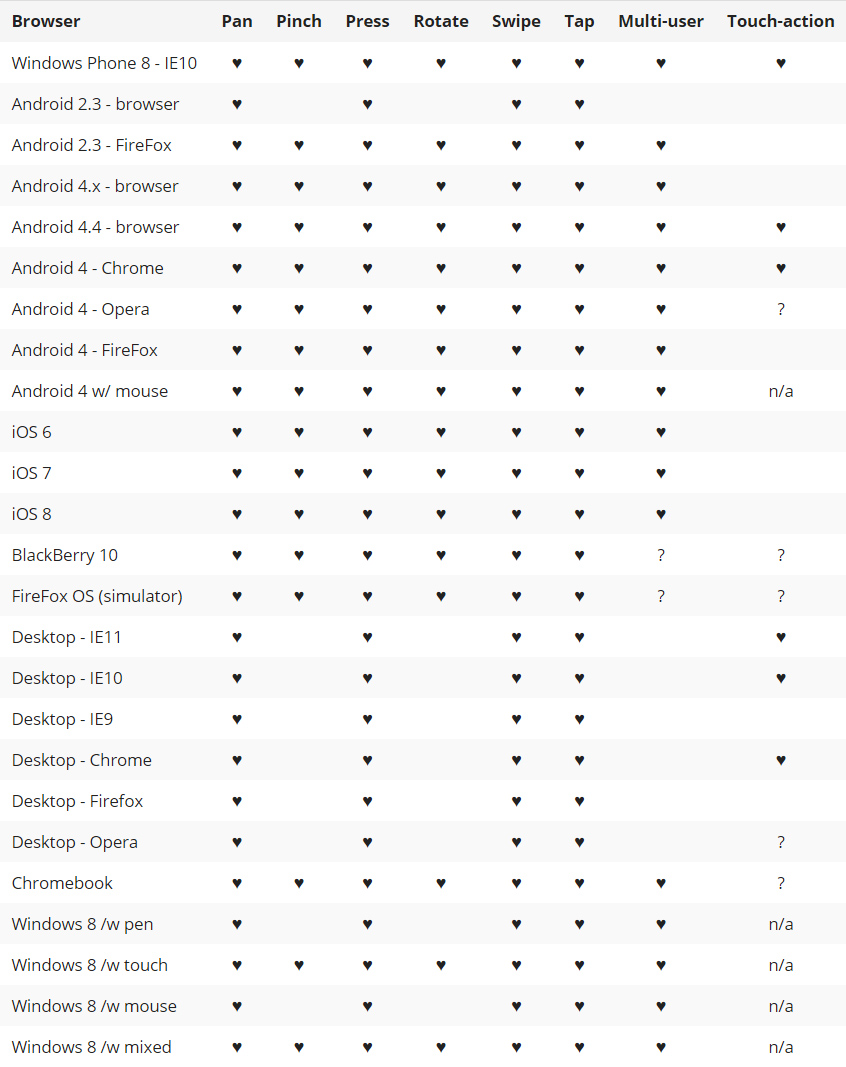 Browser Pan Pinch Press Rotate Swipe Tap Multi-user Touch-action
Windows Phone 8 - IE10 ♥ ♥ ♥ ♥ ♥ ♥ ♥ ♥
Android 2.3 - browser ♥ ♥ ♥ ♥
Android 2.3 - FireFox ♥ ♥ ♥ ♥ ♥ ♥ ♥
Android 4.x - browser ♥ ♥ ♥ ♥ ♥ ♥ ♥
Android 4.4 - browser ♥ ♥ ♥ ♥ ♥ ♥ ♥ ♥
Android 4 - Chrome ♥ ♥ ♥ ♥ ♥ ♥ ♥ ♥
Android 4 - Opera ♥ ♥ ♥ ♥ ♥ ♥ ♥ ?
Android 4 - FireFox ♥ ♥ ♥ ♥ ♥ ♥ ♥
Android 4 w/ mouse ♥ ♥ ♥ ♥ ♥ ♥ ♥ n/a
iOS 6 ♥ ♥ ♥ ♥ ♥ ♥ ♥
iOS 7 ♥ ♥ ♥ ♥ ♥ ♥ ♥
iOS 8 ♥ ♥ ♥ ♥ ♥ ♥ ♥
BlackBerry 10 ♥ ♥ ♥ ♥ ♥ ♥ ? ?
FireFox OS (simulator) ♥ ♥ ♥ ♥ ♥ ♥ ? ?
Desktop - IE11 ♥ ♥ ♥ ♥ ♥
Desktop - IE10 ♥ ♥ ♥ ♥ ♥
Desktop - IE9 ♥ ♥ ♥ ♥
Desktop - Chrome ♥ ♥ ♥ ♥ ♥
Desktop - Firefox ♥ ♥ ♥ ♥
Desktop - Opera ♥ ♥ ♥ ♥ ?
Chromebook ♥ ♥ ♥ ♥ ♥ ♥ ♥ ?
Windows 8 /w pen ♥ ♥ ♥ ♥ ♥ n/a
Windows 8 /w touch ♥ ♥ ♥ ♥ ♥ ♥ ♥ n/a
Windows 8 /w mouse ♥ ♥ ♥ ♥ ♥ n/a
Windows 8 /w mixed ♥ ♥ ♥ ♥ ♥ ♥ ♥ n/a